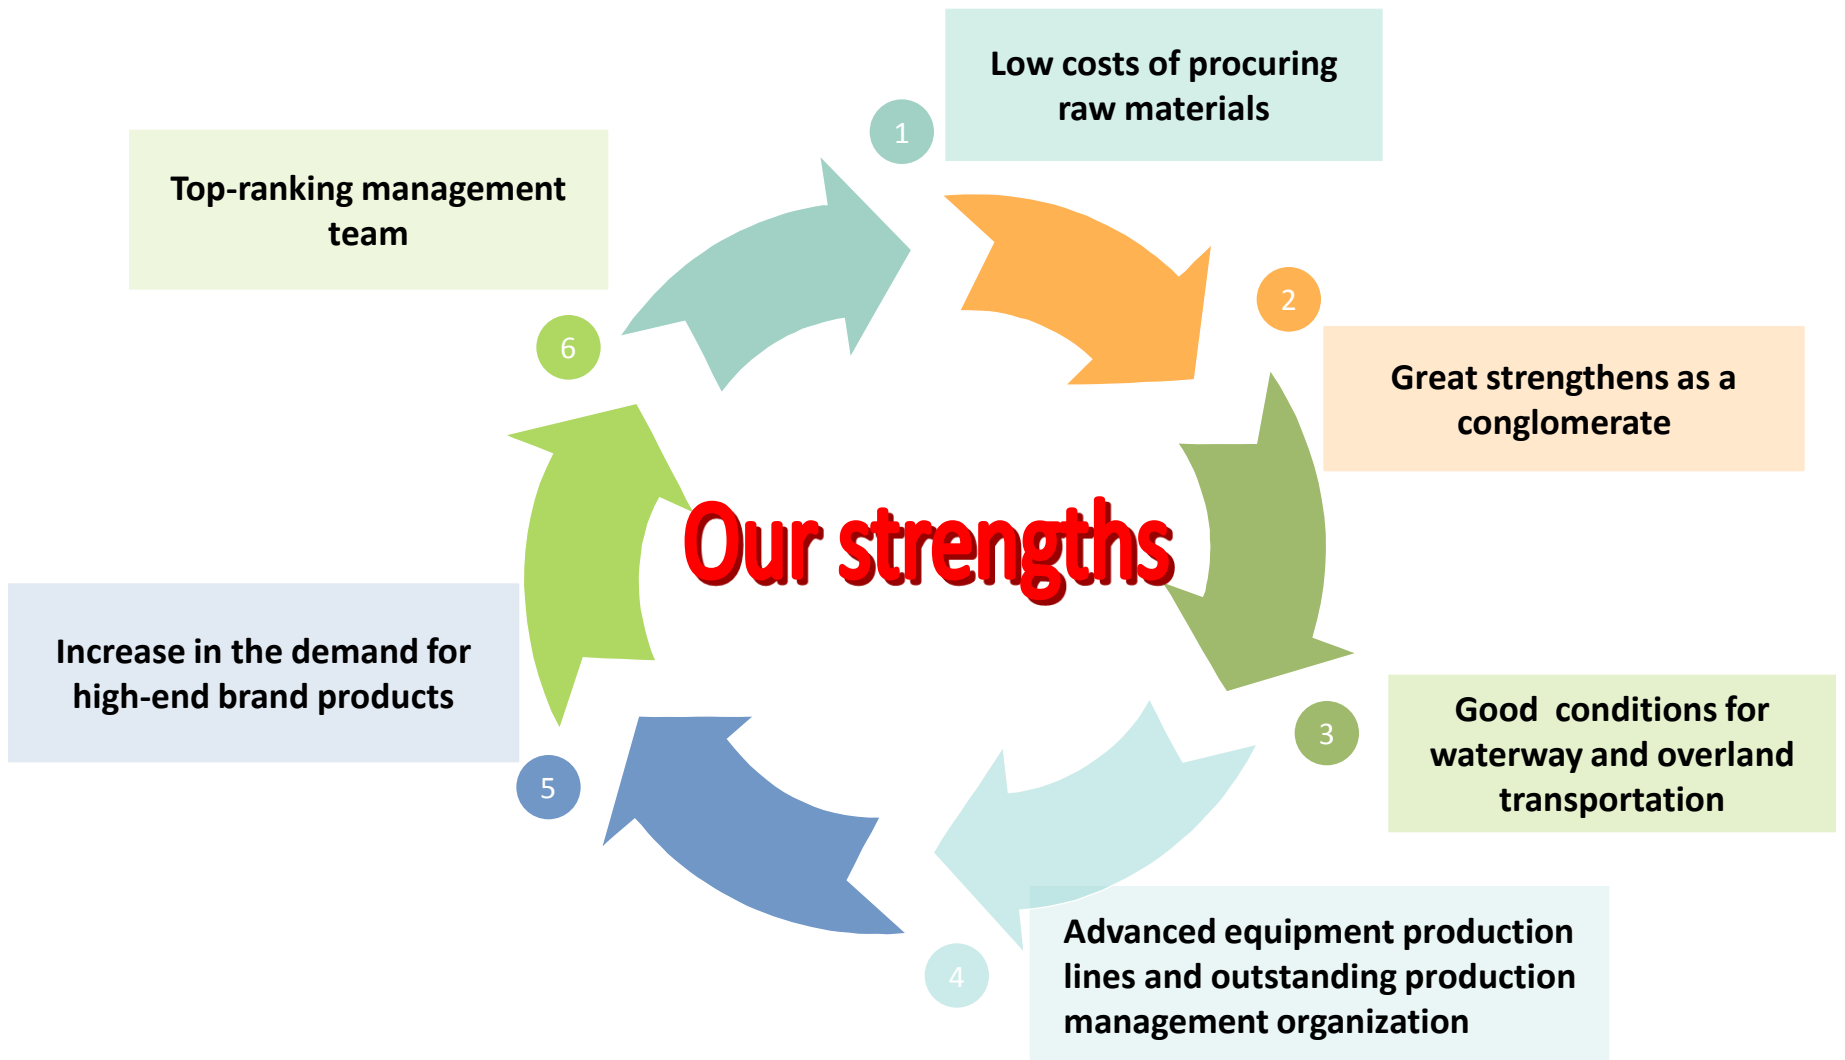 1
Low costs of procuring
raw materials
2
Great strengthens as a
conglomerate
3
Good  conditions for
waterway and overland
transportation
4
Advanced equipment production
lines and outstanding production
management organization
5
Increase in the demand for
high-end brand products
6
Top-ranking management
team
Our strengths